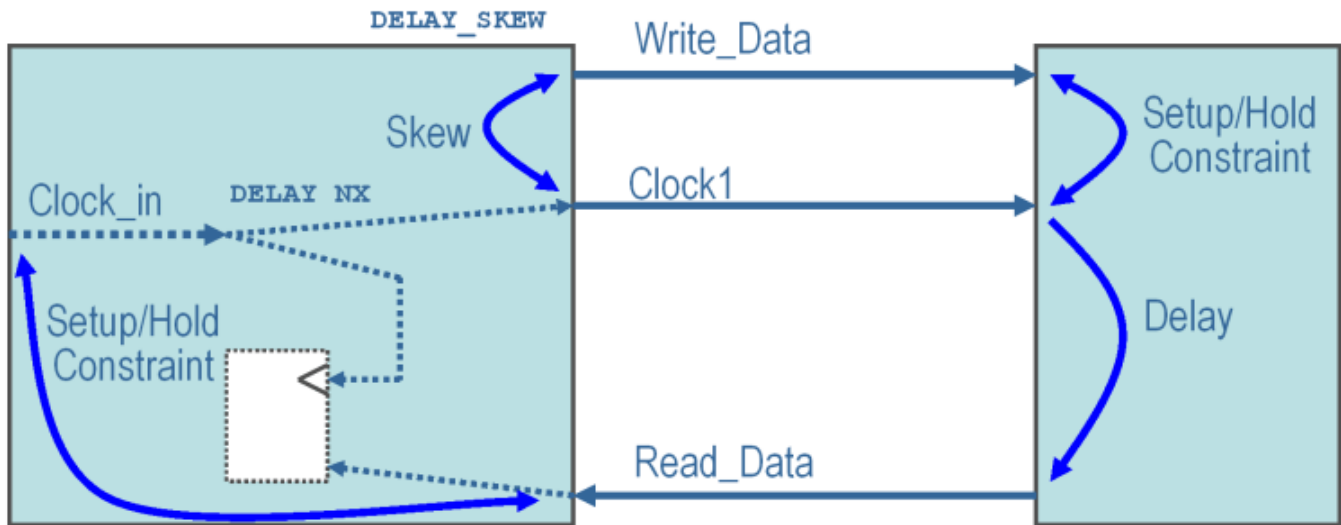 DELAY_SKEW
Write_Data
Skew
Setup/Hold
Constraint
Clock_in
DELAY NX
Clock1
Setup/Hold
Constraint
Delay
Read_Data